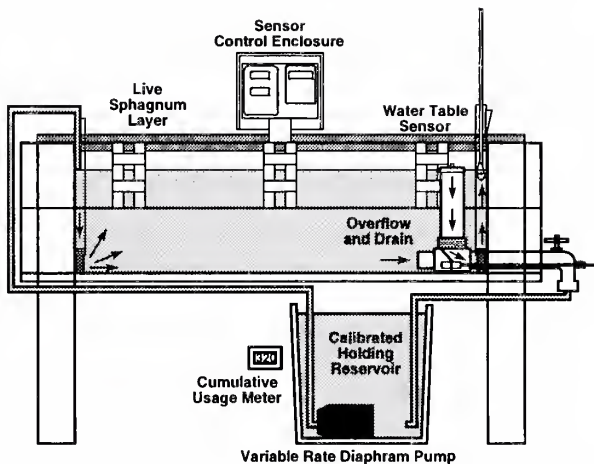 Sensor
Control Enclosure
Live
Sphagnum
Layer
Water Table
Sensor
Overflow
and Drain
Calibrated
Holding
Reservoir
Cumulative
Usage Meter
Variable Rate Diaphram Pump